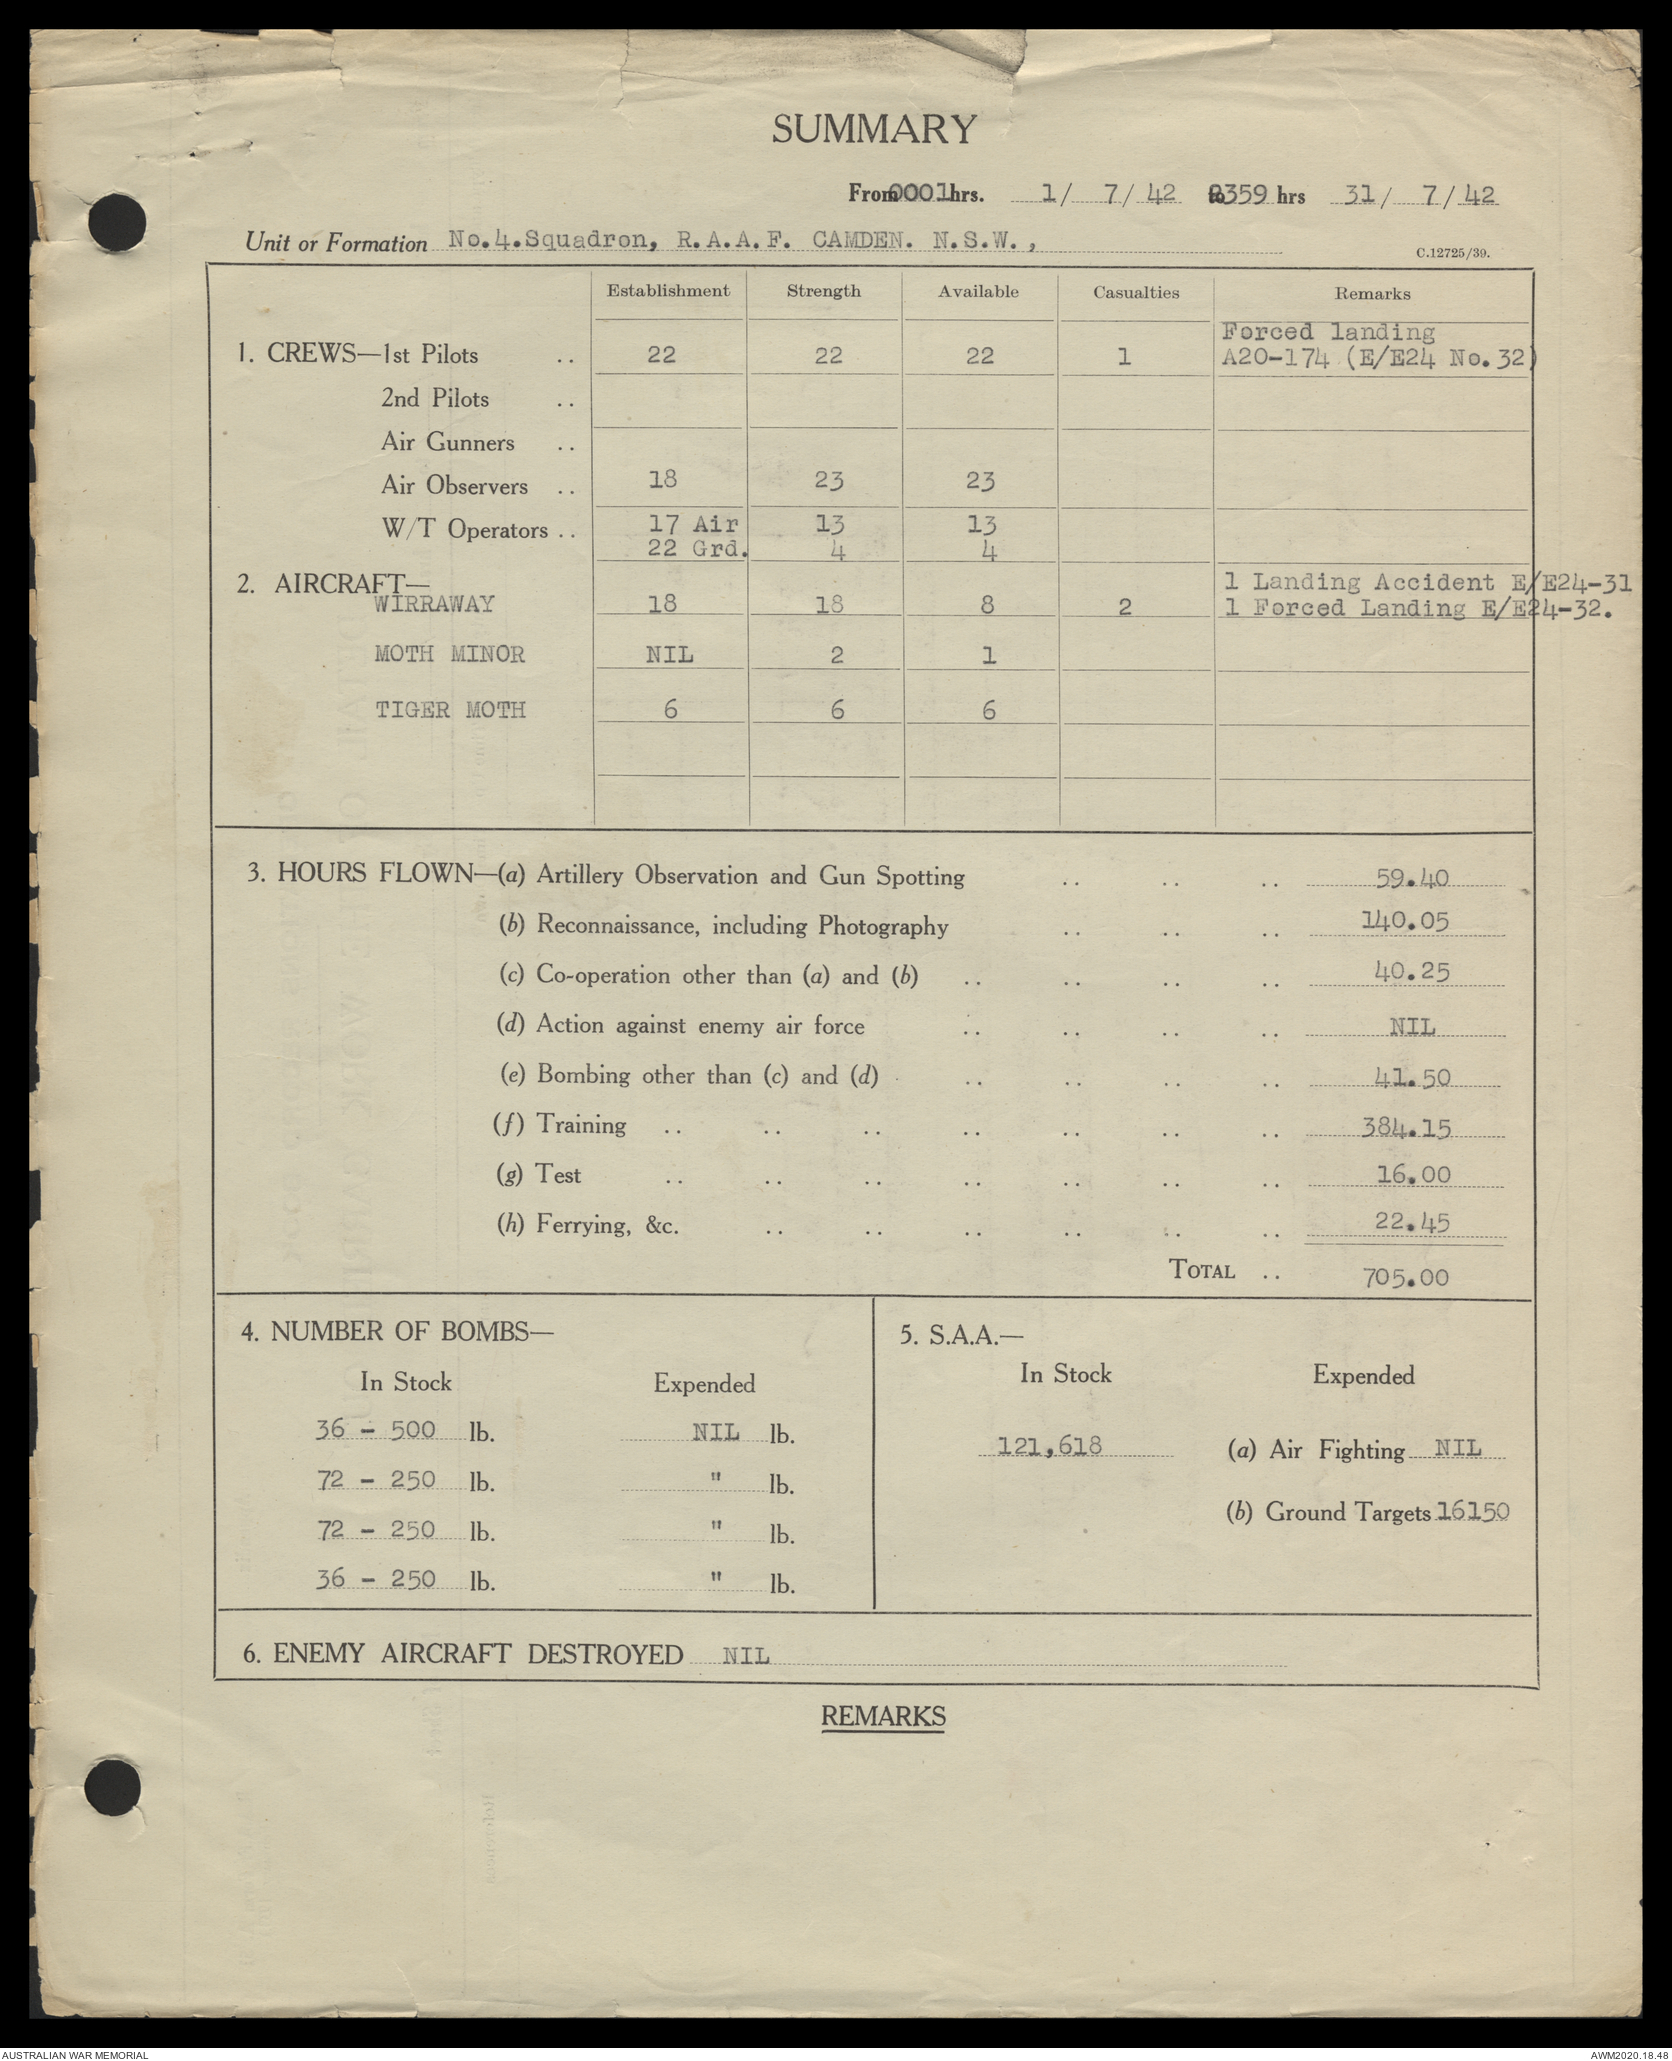 SUMMARY
From 0001 hrs. 1/ 7/ 42 to 2359 hrs 31/ 7/ 42
Unit or Formation No.4.Squadron, R.A.A.F. CAMDEN. N.S.W.,
C.12725/39.
Establishment Strength Available Casualties Remarks
Forced landing
1. CREWS—1st Pilots .. 22 22 22 1 A20-174 (E/E24 No.32)
2nd Pilots ..
Air Gunners ..
Air Observers .. 18 23 23
W/T Operators .. 17 Air 13 13
22 Grd. 4 4
2. AIRCRAFT— 1 Landing Accident E/E24-31
WIRRAWAY 18 18 8 2 1 Forced Landing E/E24-32.
MOTH MINOR NIL 2 1
TIGER MOTH 6 6 6
3. HOURS FLOWN—(a) Artillery Observation and Gun Spotting .. .. .. 59.40
(b) Reconnaissance, including Photography .. .. .. 140.05
(c) Co-operation other than (a) and (b) .. .. .. .. 40.25
(d) Action against enemy air force .. .. .. .. NIL
(e) Bombing other than (c) and (d) .. .. .. .. 41.50
(f) Training .. .. .. .. .. .. .. 384.15
(g) Test .. .. .. .. .. .. .. 16.00
(h) Ferrying, &c. .. .. .. .. .. .. 22.45
TOTAL .. 705.00
4. NUMBER OF BOMBS—
In Stock Expended
36 - 500 lb. NIL lb.
72 - 250 lb. " lb.
72 - 250 lb. " lb.
36 - 250 lb. " lb.
5. S.A.A.—
In Stock Expended
121,618 (a) Air Fighting NIL
(b) Ground Targets 16150
6. ENEMY AIRCRAFT DESTROYED NIL
REMARKS
AUSTRALIAN WAR MEMORIAL AWM2020.18.48